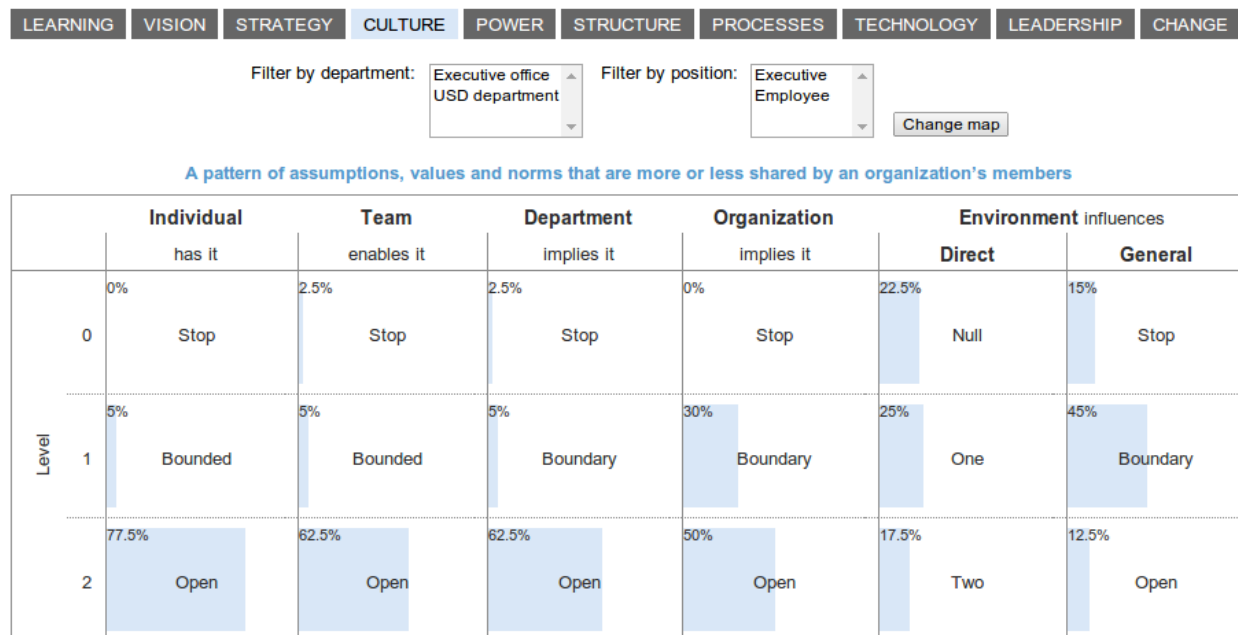 LEARNING VISION STRATEGY CULTURE POWER STRUCTURE PROCESSES TECHNOLOGY LEADERSHIP CHANGE
Filter by department: Executive office Filter by position: Executive
USD department Employee
Change map
A pattern of assumptions, values and norms that are more or less shared by an organization's members
Individual Team Department Organization Environment influences
has it enables it implies it implies it Direct General
0% 2.5% 2.5% 0% 22.5% 15%
0 Stop Stop Stop Stop Null Stop
5% 5% 5% 30% 25% 45%
Level 1 Bounded Bounded Boundary Boundary One Boundary
77.5% 62.5% 62.5% 50% 17.5% 12.5%
2 Open Open Open Open Two Open